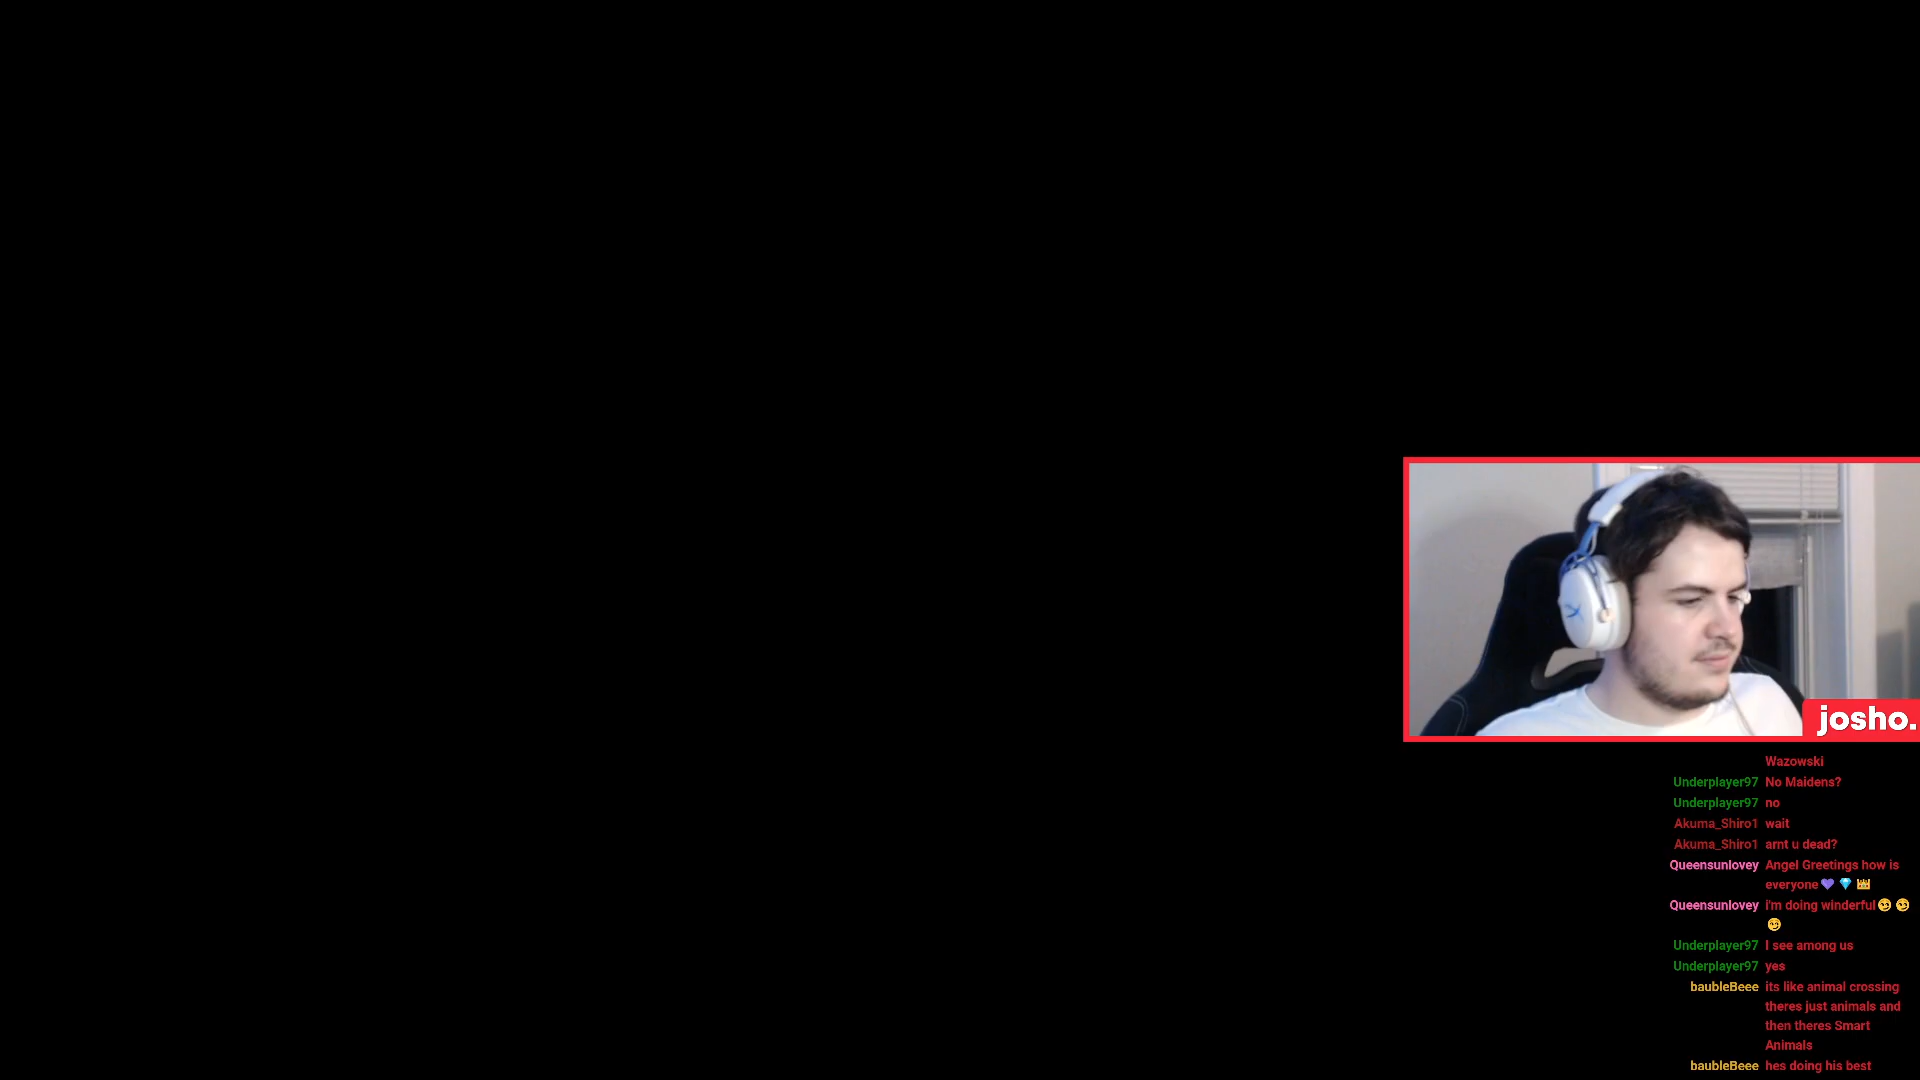 josho.
Wazowski
Underplayer97 No Maidens?
Underplayer97 no
Akuma_Shiro1 wait
Akuma_Shiro1 arnt u dead?
Queensunlovey Angel Greetings how is
everyone💜 💎 👑
Queensunlovey i'm doing winderful😏 😏
😏
Underplayer97 I see among us
Underplayer97 yes
baubleBeee its like animal crossing
theres just animals and
then theres Smart
Animals
baubleBeee hes doing his best